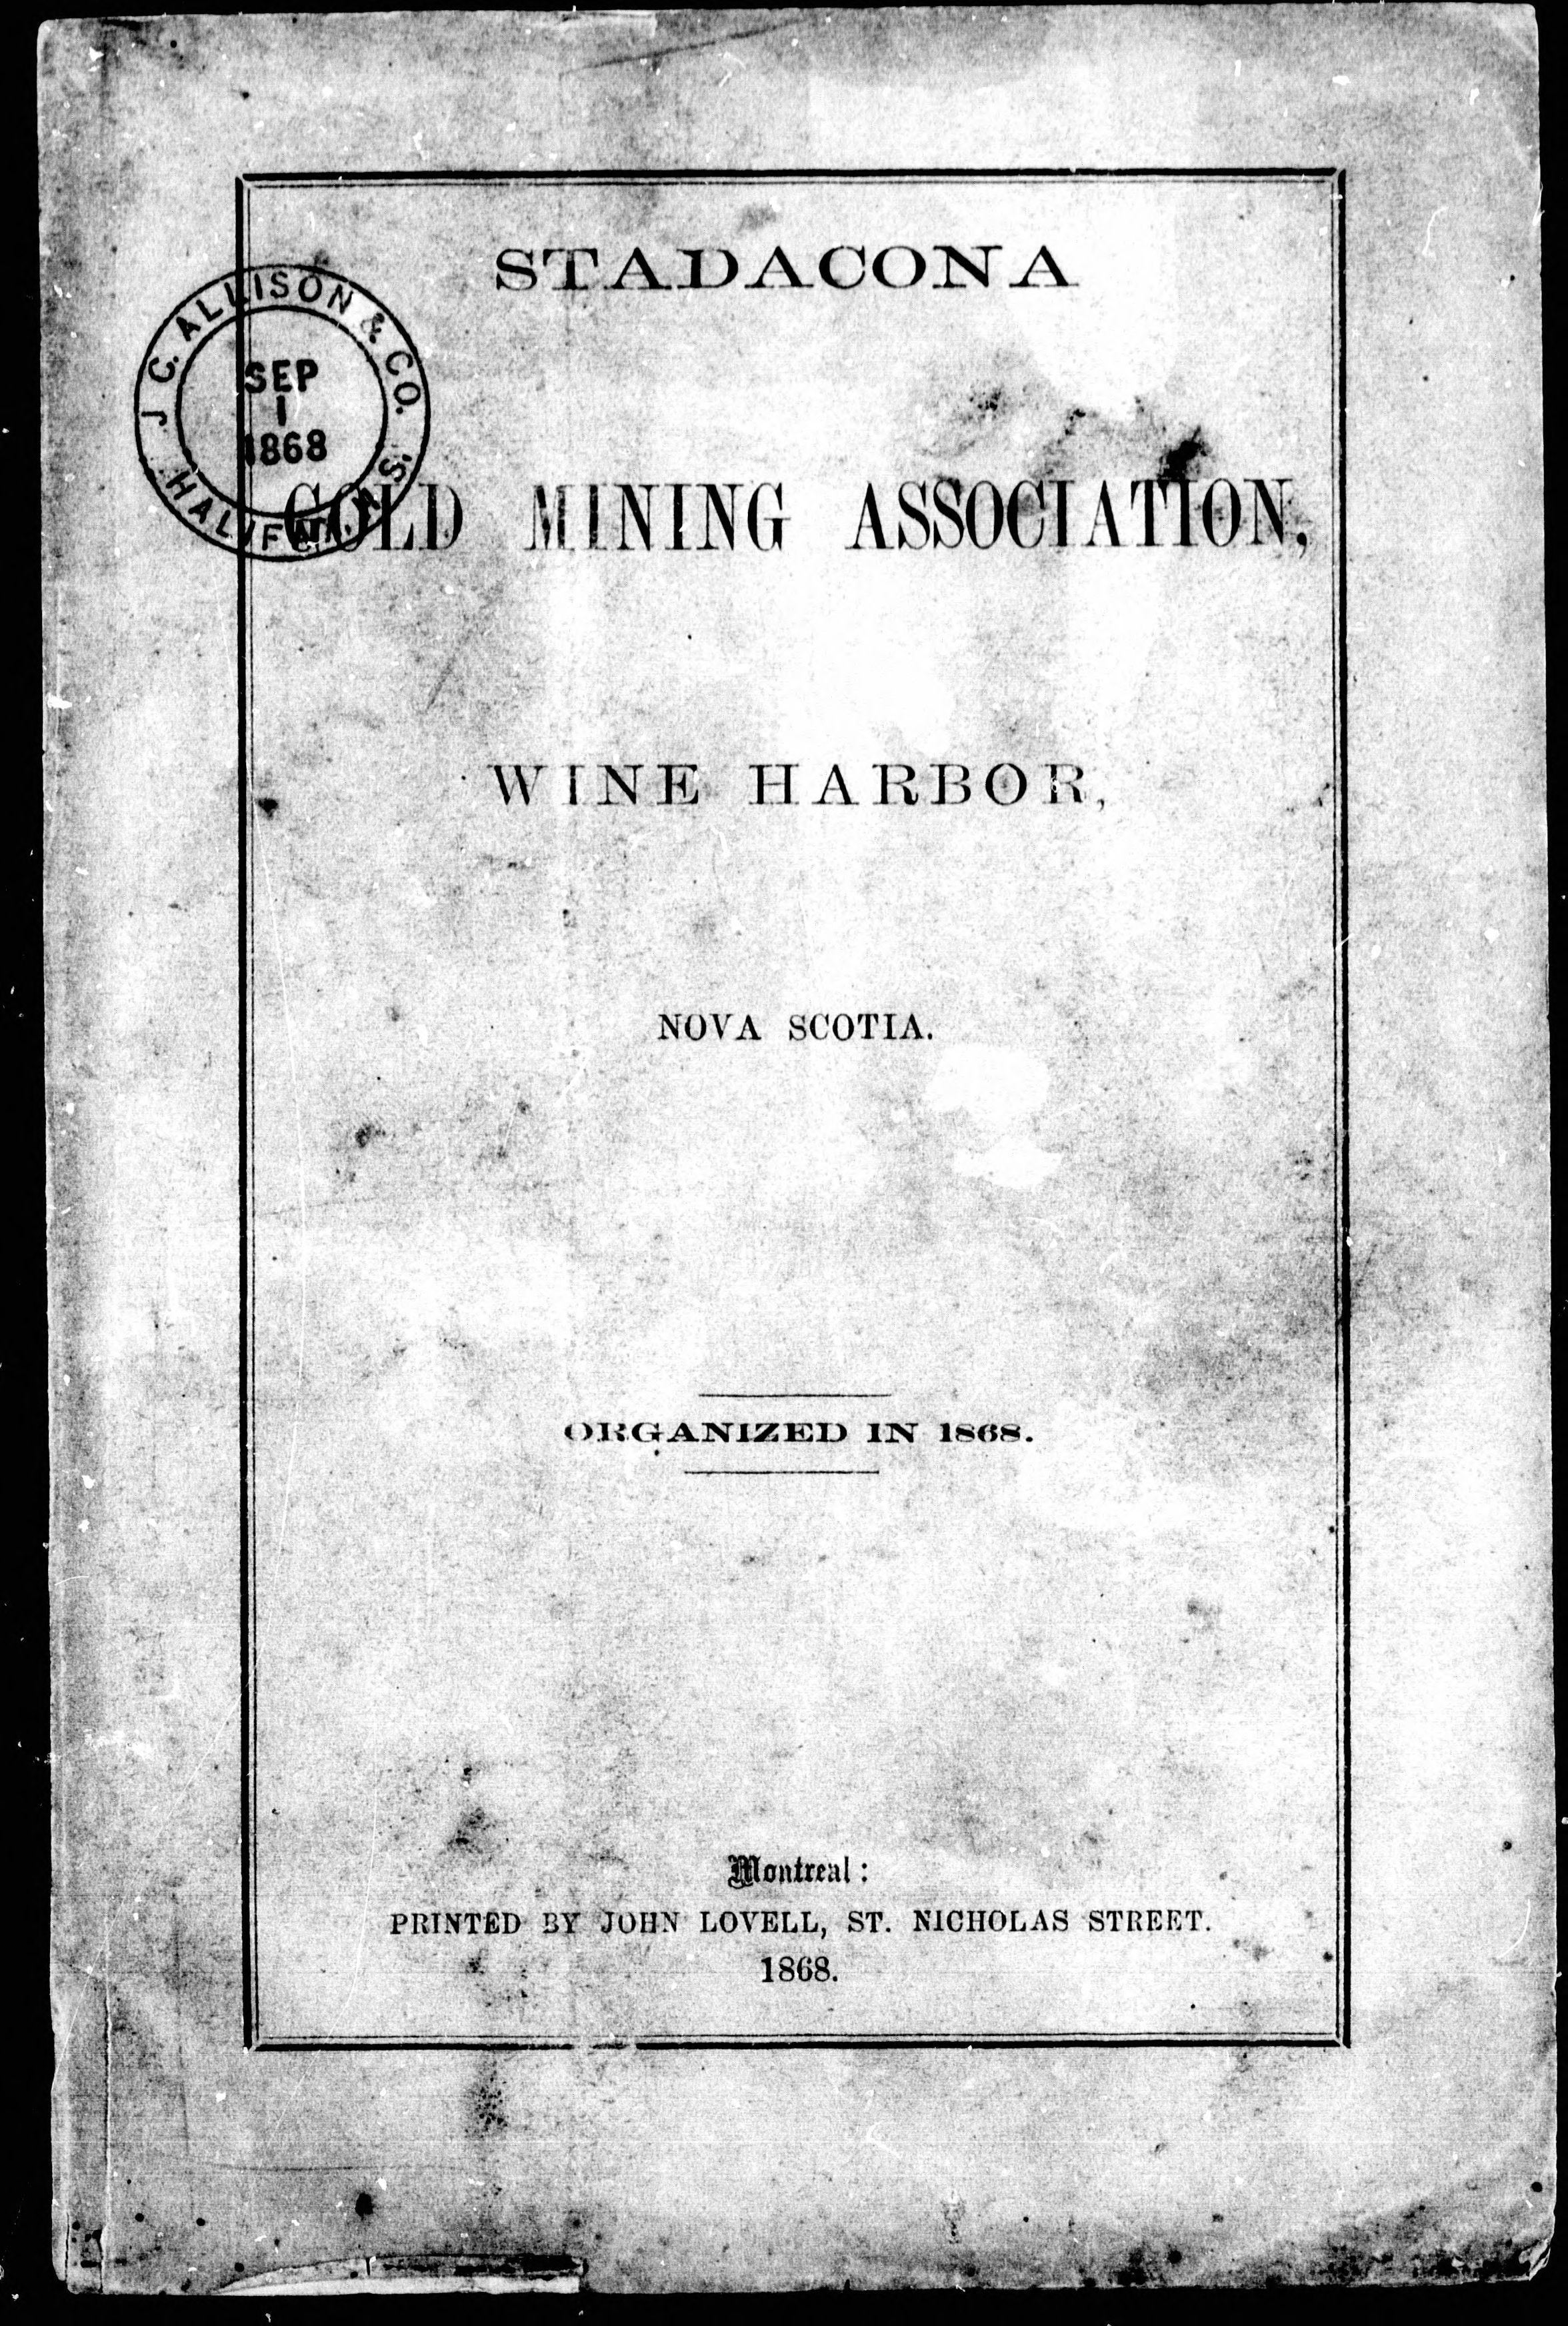 STADACONA
J. C. ALLISON & CO.
SEP
1
1868
HALIFAX, N.S.
GOLD MINING ASSOCIATION,
WINE HARBOR,
NOVA SCOTIA.
ORGANIZED IN 1868.
Montreal:
PRINTED BY JOHN LOVELL, ST. NICHOLAS STREET.
1868.